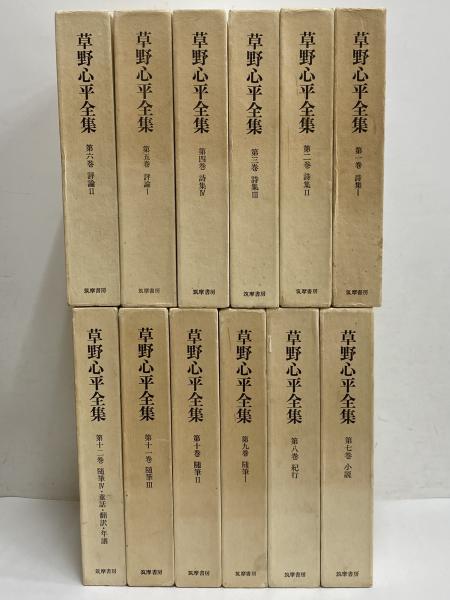 草野心平全集
第一巻 詩集Ⅰ
筑摩書房
草野心平全集
第二巻 詩集Ⅱ
筑摩書房
草野心平全集
第三巻 詩集Ⅲ
筑摩書房
草野心平全集
第四巻 詩集Ⅳ
筑摩書房
草野心平全集
第五巻 評論Ⅰ
筑摩書房
草野心平全集
第六巻 評論Ⅱ
筑摩書房
草野心平全集
第七巻 小説
筑摩書房
草野心平全集
第八巻 紀行
筑摩書房
草野心平全集
第九巻 随筆Ⅰ
筑摩書房
草野心平全集
第十巻 随筆Ⅱ
筑摩書房
草野心平全集
第十一巻 随筆Ⅲ
筑摩書房
草野心平全集
第十二巻 随筆Ⅳ・童話・翻訳・年譜
筑摩書房